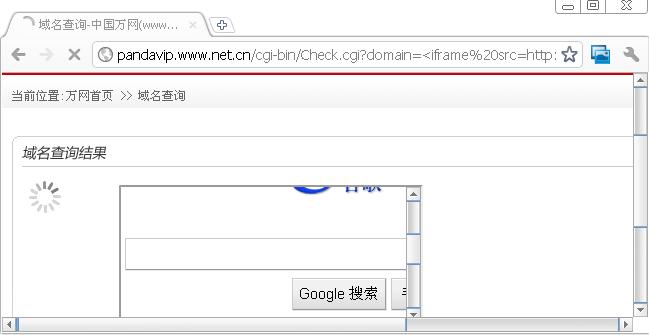 域名查询-中国万网(www...
pandavip.www.net.cn/cgi-bin/Check.cgi?domain=<iframe%20src=http:
当前位置:万网首页 >> 域名查询
域名查询结果
谷歌
Google 搜索